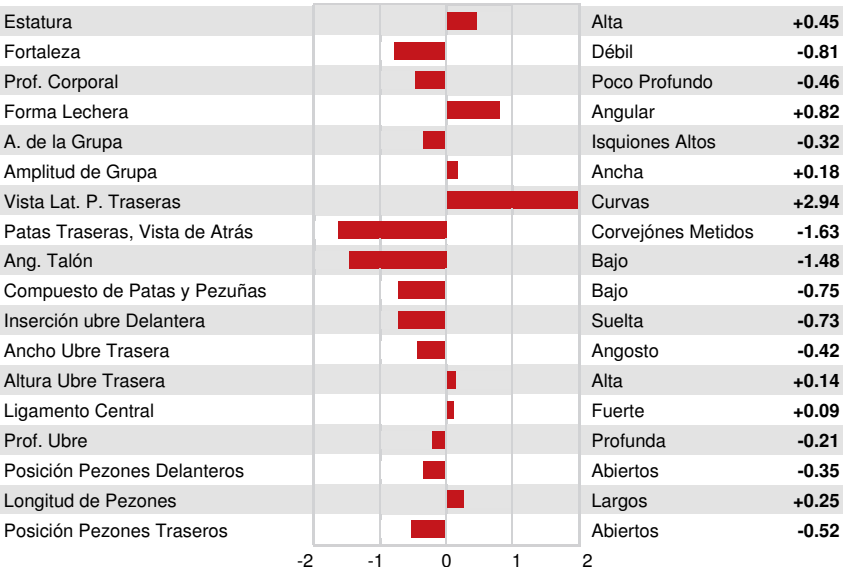 Estatura Alta +0.45
Fortaleza Débil -0.81
Prof. Corporal Poco Profundo -0.46
Forma Lechera Angular +0.82
A. de la Grupa Isquiones Altos -0.32
Amplitud de Grupa Ancha +0.18
Vista Lat. P. Traseras Curvas +2.94
Patas Traseras, Vista de Atrás Corvejónes Metidos -1.63
Ang. Talón Bajo -1.48
Compuesto de Patas y Pezuñas Bajo -0.75
Inserción ubre Delantera Suelta -0.73
Ancho Ubre Trasera Angosto -0.42
Altura Ubre Trasera Alta +0.14
Ligamento Central Fuerte +0.09
Prof. Ubre Profunda -0.21
Posición Pezones Delanteros Abiertos -0.35
Longitud de Pezones Largos +0.25
Posición Pezones Traseros Abiertos -0.52
-2 -1 0 1 2